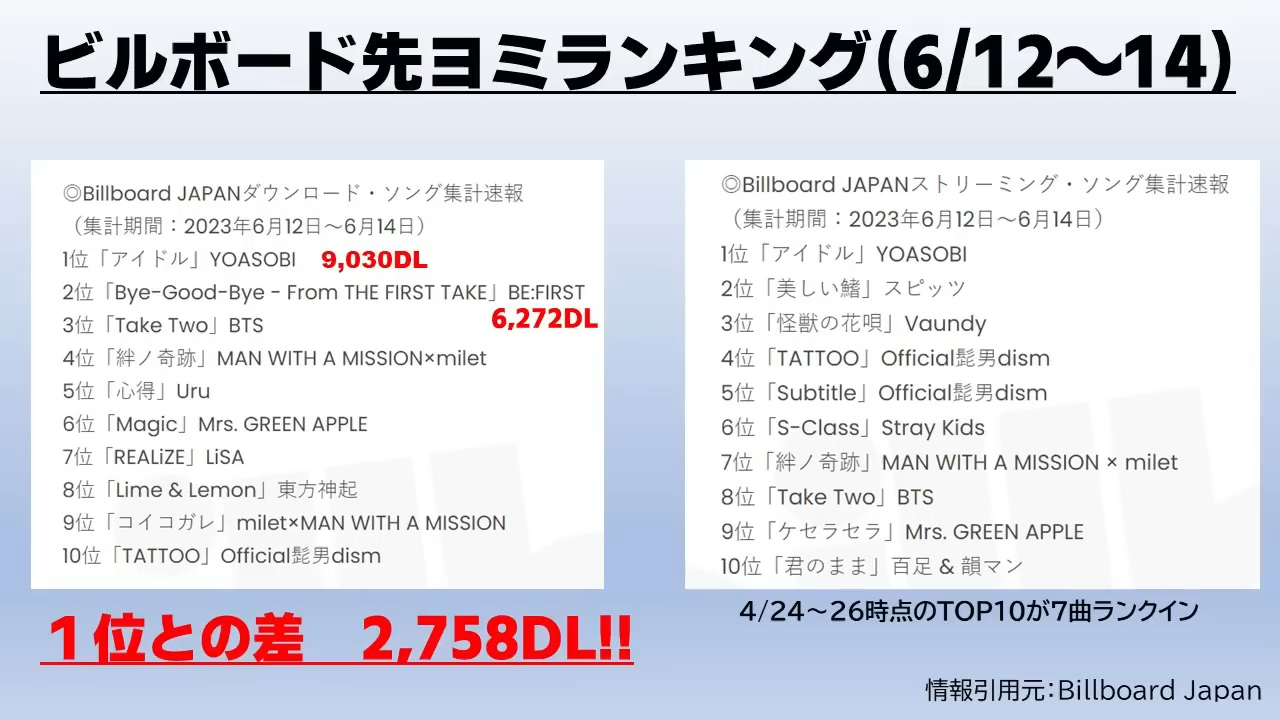 ビルボード先ヨミランキング(6/12～14)
◎Billboard JAPANダウンロード・ソング集計速報
（集計期間：2023年6月12日～6月14日）
1位「アイドル」YOASOBI 9,030DL
2位「Bye-Good-Bye - From THE FIRST TAKE」BE:FIRST
6,272DL
3位「Take Two」BTS
4位「絆ノ奇跡」MAN WITH A MISSION×milet
5位「心得」Uru
6位「Magic」Mrs. GREEN APPLE
7位「REALiZE」LiSA
8位「Lime & Lemon」東方神起
9位「コイコガレ」milet×MAN WITH A MISSION
10位「TATTOO」Official髭男dism
１位との差　2,758DL!!
◎Billboard JAPANストリーミング・ソング集計速報
（集計期間：2023年6月12日～6月14日）
1位「アイドル」YOASOBI
2位「美しい鰭」スピッツ
3位「怪獣の花唄」Vaundy
4位「TATTOO」Official髭男dism
5位「Subtitle」Official髭男dism
6位「S-Class」Stray Kids
7位「絆ノ奇跡」MAN WITH A MISSION × milet
8位「Take Two」BTS
9位「ケセラセラ」Mrs. GREEN APPLE
10位「君のまま」百足 & 韻マン
4/24～26時点のTOP10が7曲ランクイン
情報引用元：Billboard Japan